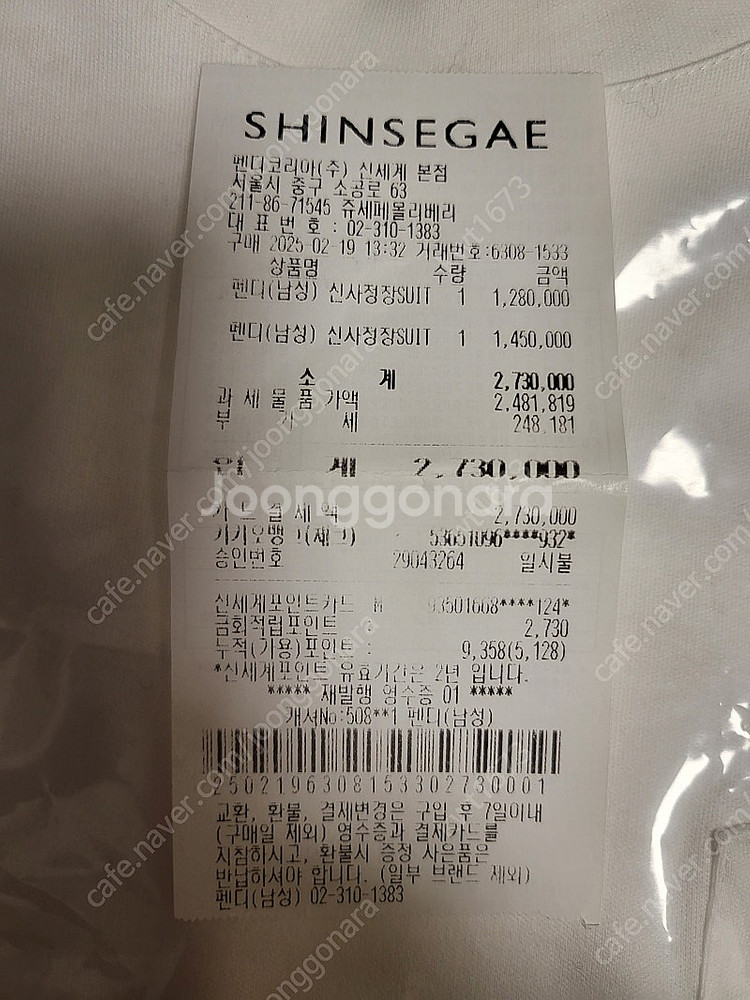 SHINSEGAE
펜디코리아(주) 신세계 본점
서울시 중구 소공로 63
211-86-71545 쥬세페몰리베리
대 표 번 호 : 02-310-1383
구매 2025-02-19 13:32 거래번호:6308-1533
상품명 수량 금액
펜디(남성) 신사정장SUIT 1 1,280,000
펜디(남성) 신사정장SUIT 1 1,450,000
소 계 2,730,000
과 세 물 품 가액 2,481,819
부 가 세 248,181
계 2,730,000
Joonggonara
카 드 결 제 액 2,730,000
일시불
승인번호 29043264
신세계포인트카드 M 93501668****124*
금회적립포인트 : 2,730
누적(가용)포인트 : 9,358(5,128)
*신세계포인트 유효기간은 2년 입니다.
***** 재발행 영수증 01 *****
캐셔No:508**1 펜디(남성)
2502196308153302730001
교환, 환불, 결제변경은 구입 후 7일이내
(구매일 제외) 영수증과 결제카드를
지참하시고, 환불시 증정 사은품은
반납하셔야 합니다. (일부 브랜드 제외)
펜디(남성) 02-310-1383
cafe.naver.com/joonggonara